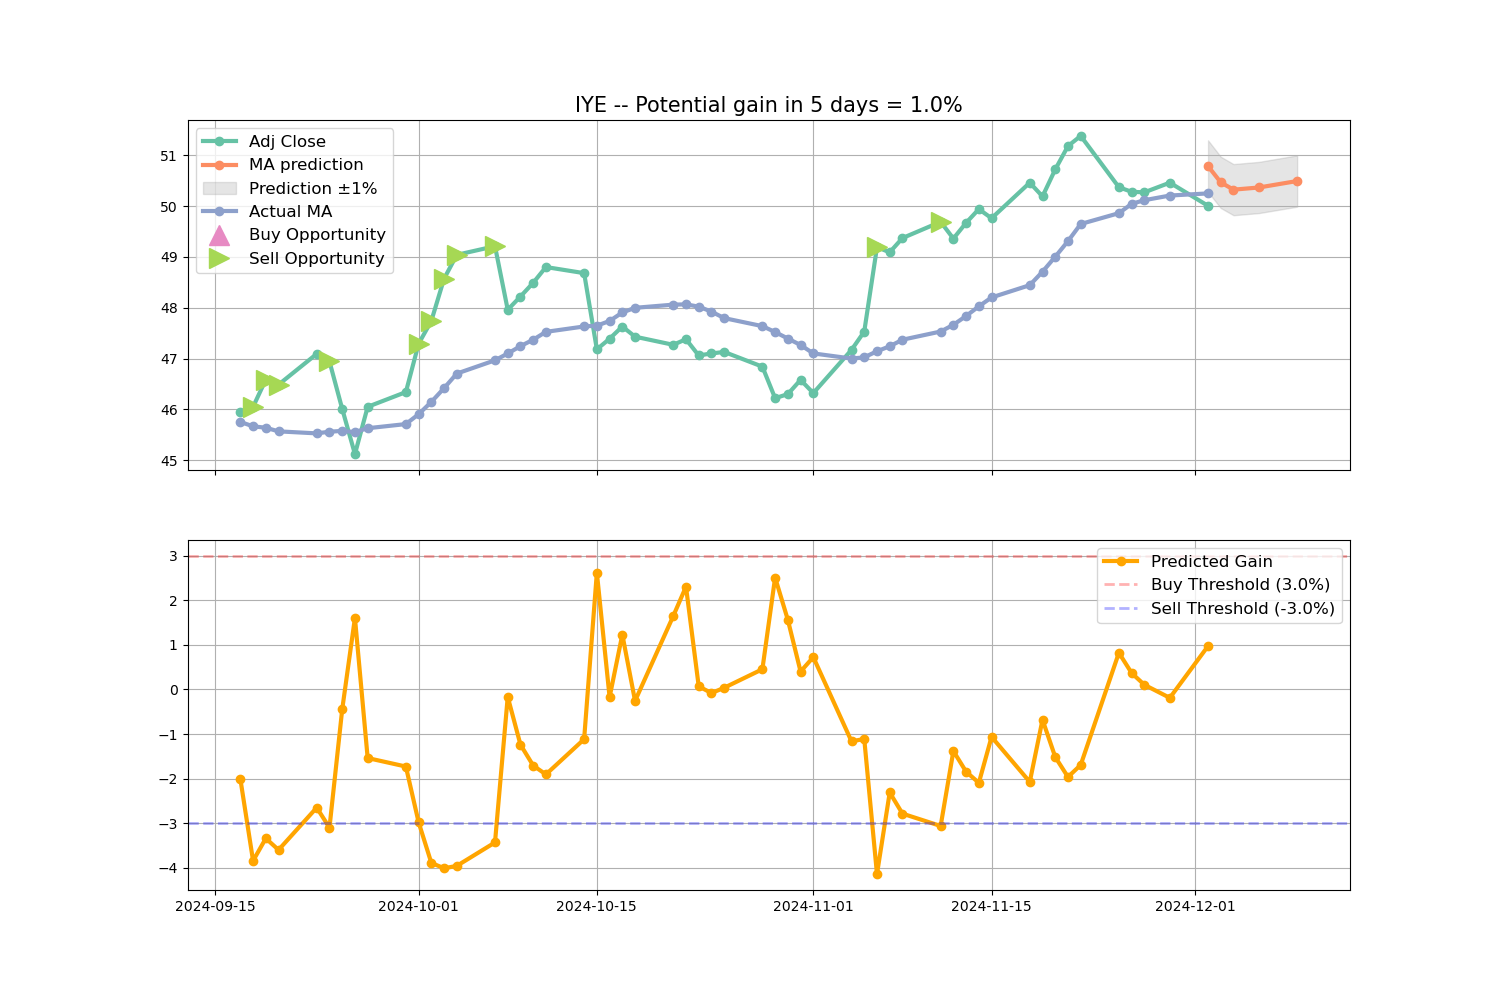 IYE -- Potential gain in 5 days = 1.0%
Adj Close
MA prediction
Prediction ±1%
Actual MA
Buy Opportunity
Sell Opportunity
51
50
49
48
47
46
45
Predicted Gain
Buy Threshold (3.0%)
Sell Threshold (-3.0%)
3
2
1
0
−1
−2
−3
−4
2024-09-15
2024-10-01
2024-10-15
2024-11-01
2024-11-15
2024-12-01